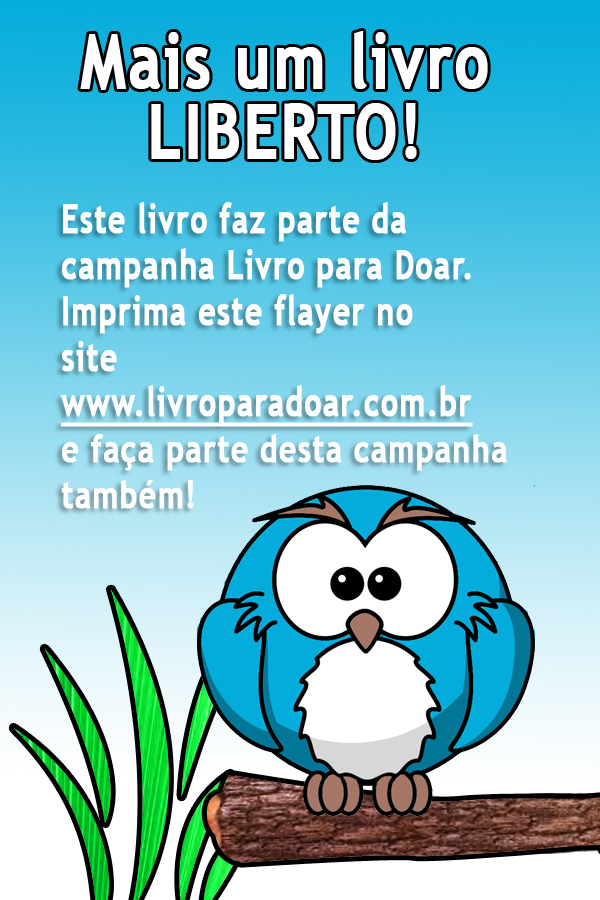 Mais um livro
LIBERTO!
Este livro faz parte da
campanha Livro para Doar.
Imprima este flayer no
site
www.livroparadoar.com.br
e faça parte desta campanha
também!